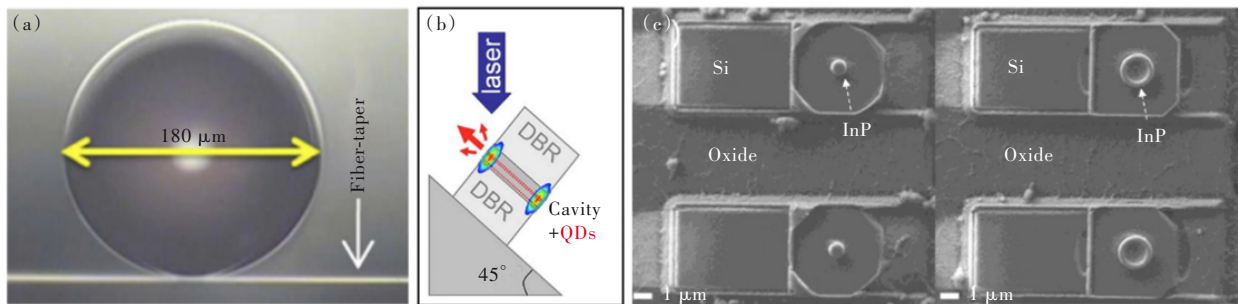 (a)
180 μm
Fiber-taper
(b)
laser
DBR
DBR
Cavity
+QDs
45°
(c)
Si
InP
Oxide
1 μm
Si
InP
Oxide
1 μm